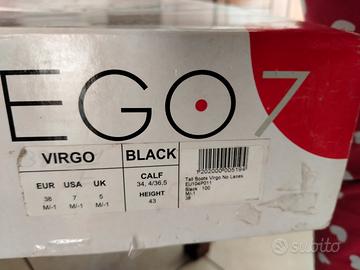 EGO7
VIRGO
BLACK
EUR USA UK
38 7 5
M/-1 M/-1 M/-1
CALF
34, 4/36.5
HEIGHT
43
Tall Boots Virgo No Laces
EU104P011
Black 100
M/-1
38
subito